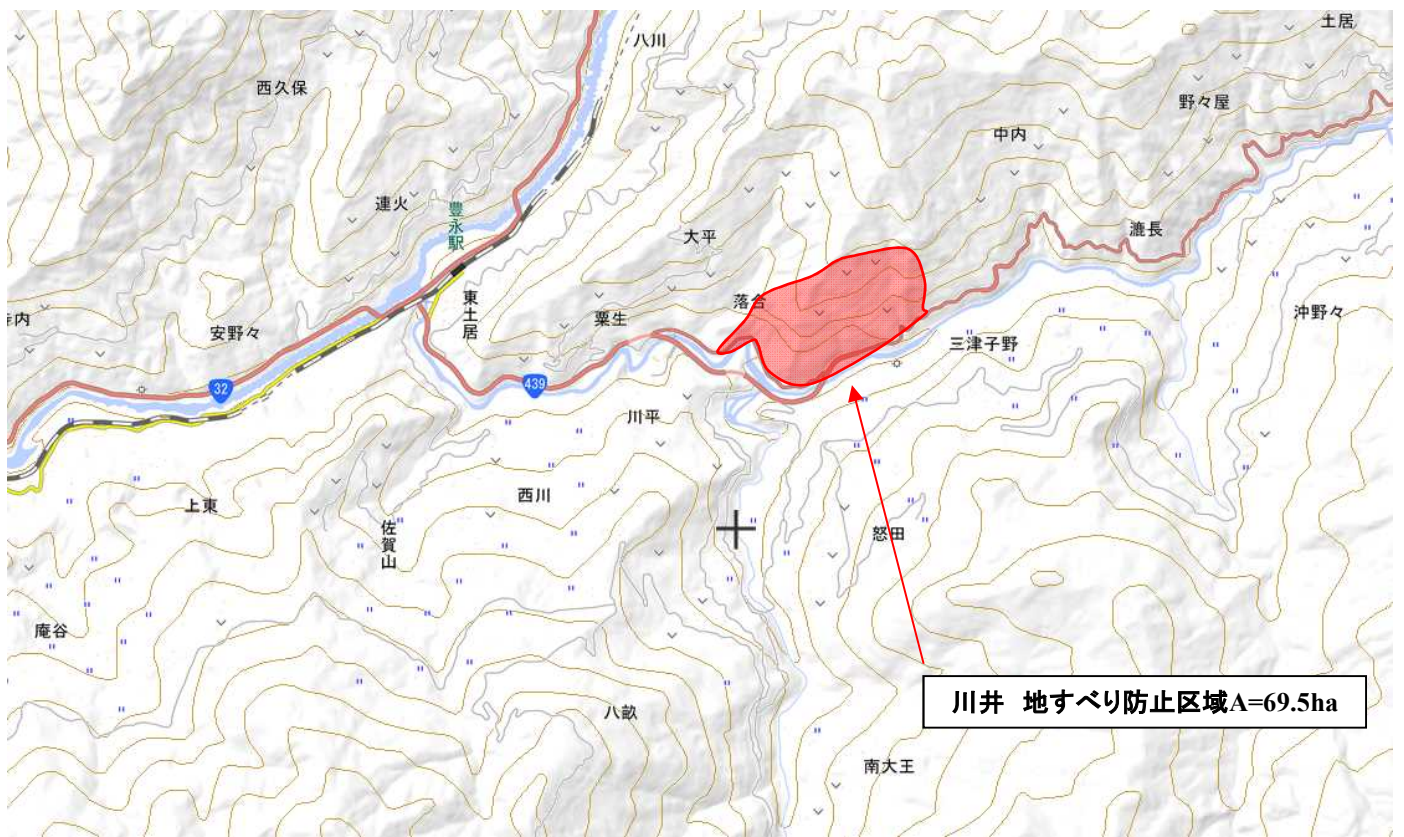 土居
八川
西久保
野々屋
中内
連火
豊永駅
大平
漉長
落合
東土居
粟生
寺内
安野々
沖野々
三津子野
32
439
川平
西川
上東
佐賀山
怒田
庵谷
川井 地すべり防止区域A=69.5ha
八畝
南大王